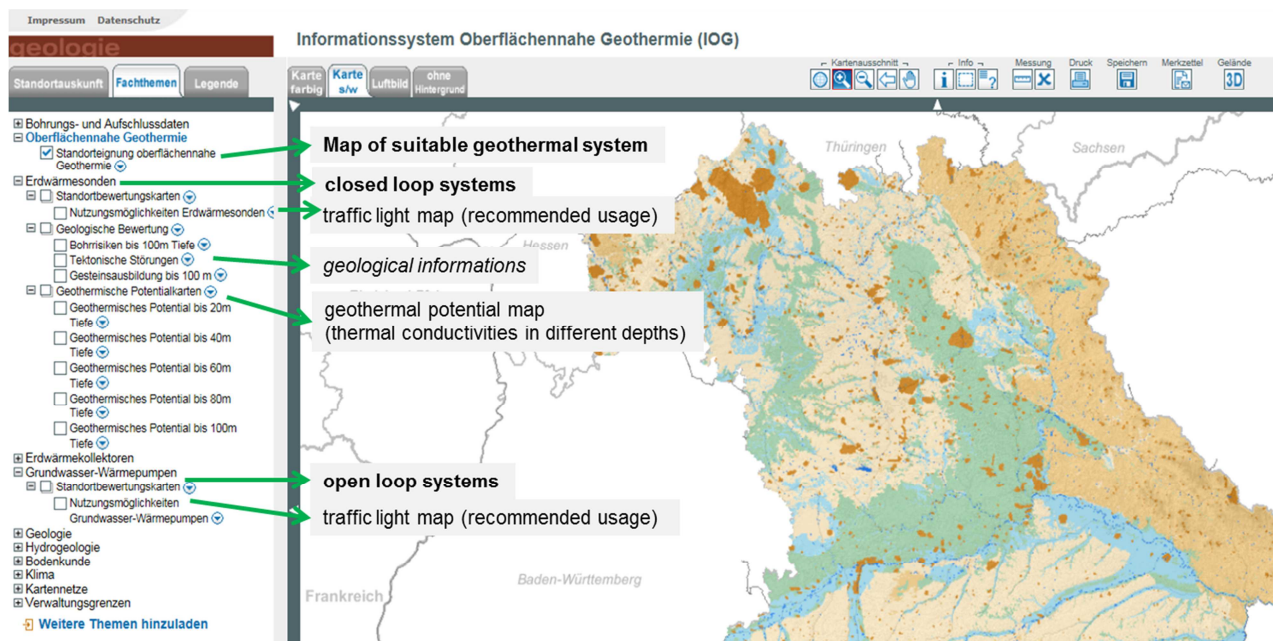 Impressum Datenschutz
geologie
Informationssystem Oberflächennahe Geothermie (IOG)
Standortauskunft
Fachthemen
Legende
Karte
farbig
Karte
s/w
Luftbild
ohne
Hintergrund
Kartenausschnitt
Info
Messung
Druck
Speichern
Merkzettel
Gelände
3D
Bohrungs- und Aufschlussdaten
Oberflächennahe Geothermie
Standorteignung oberflächennahe
Geothermie
Erdwärmesonden
Standortbewertungskarten
Nutzungsmöglichkeiten Erdwärmesonden
Geologische Bewertung
Bohrrisiken bis 100m Tiefe
Tektonische Störungen
Gesteinsausbildung bis 100 m
Geothermische Potentialkarten
Geothermisches Potential bis 20m
Tiefe
Geothermisches Potential bis 40m
Tiefe
Geothermisches Potential bis 60m
Tiefe
Geothermisches Potential bis 80m
Tiefe
Geothermisches Potential bis 100m
Tiefe
Erdwärmekollektoren
Grundwasser-Wärmepumpen
Standortbewertungskarten
Nutzungsmöglichkeiten
Grundwasser-Wärmepumpen
Geologie
Hydrogeologie
Bodenkunde
Klima
Kartennetze
Verwaltungsgrenzen
Weitere Themen hinzuladen
Map of suitable geothermal system
closed loop systems
traffic light map (recommended usage)
geological informations
geothermal potential map
(thermal conductivities in different depths)
open loop systems
traffic light map (recommended usage)
Thüringen
Sachsen
Hessen
Baden-Württemberg
Frankreich